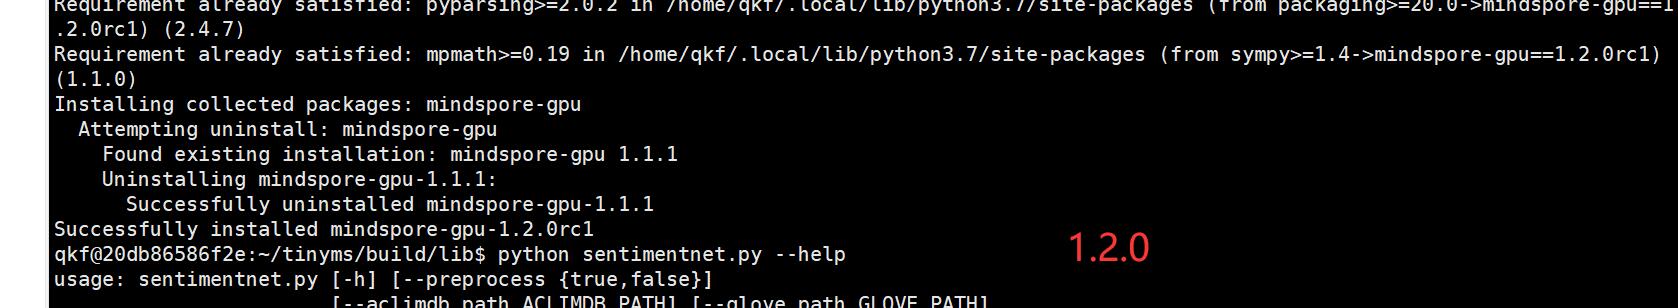 Requirement already satisfied: pyparsing>=2.0.2 in /home/qkf/.local/lib/python3.7/site-packages (from packaging>=20.0->mindspore-gpu==1
.2.0rc1) (2.4.7)
Requirement already satisfied: mpmath>=0.19 in /home/qkf/.local/lib/python3.7/site-packages (from sympy>=1.4->mindspore-gpu==1.2.0rc1)
(1.1.0)
Installing collected packages: mindspore-gpu
  Attempting uninstall: mindspore-gpu
    Found existing installation: mindspore-gpu 1.1.1
    Uninstalling mindspore-gpu-1.1.1:
      Successfully uninstalled mindspore-gpu-1.1.1
Successfully installed mindspore-gpu-1.2.0rc1
qkf@20db86586f2e:~/tinyms/build/lib$ python sentimentnet.py --help
1.2.0
usage: sentimentnet.py [-h] [--preprocess {true,false}]
                       [--aclimdb_path ACLIMDB_PATH] [--glove_path GLOVE_PATH]